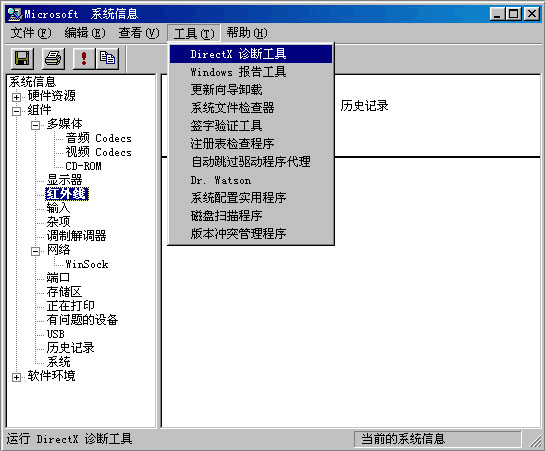 Microsoft 系统信息
文件(F) 编辑(E) 查看(V) 工具(T) 帮助(H)
DirectX 诊断工具
Windows 报告工具
更新向导卸载
系统文件检查器
签字验证工具
注册表检查程序
自动跳过驱动程序代理
Dr. Watson
系统配置实用程序
磁盘扫描程序
版本冲突管理程序
系统信息
硬件资源
组件
多媒体
音频 Codecs
视频 Codecs
CD-ROM
显示器
红外线
输入
杂项
调制解调器
网络
WinSock
端口
存储区
正在打印
有问题的设备
USB
历史记录
系统
软件环境
历史记录
运行 DirectX 诊断工具 当前的系统信息